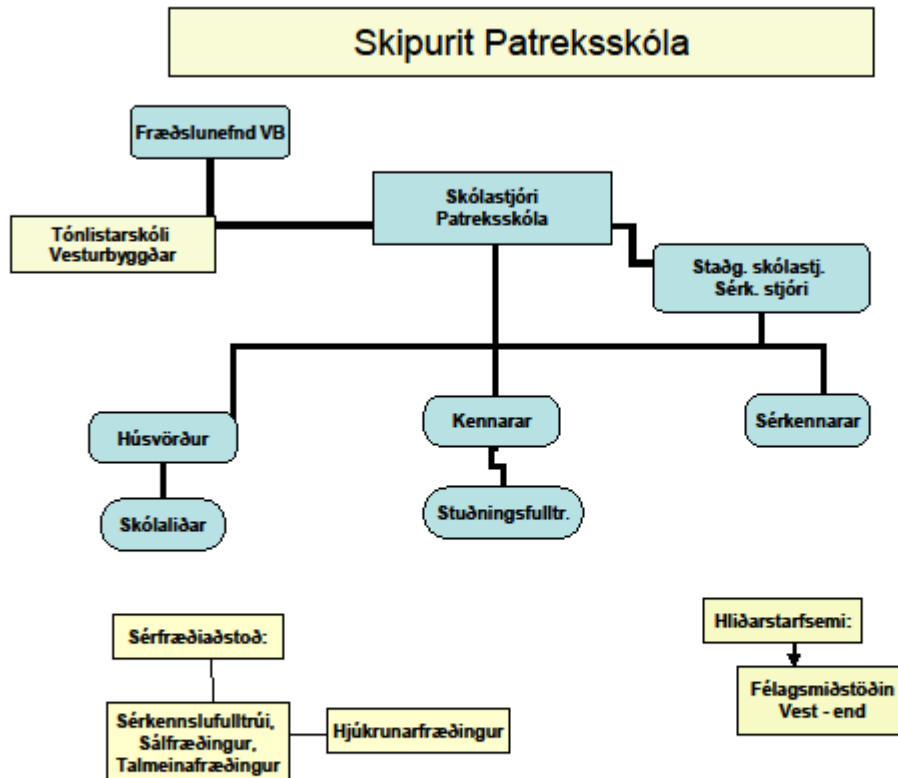 Skipurit Patreksskóla
Fræðslunefnd VB
Skólastjóri
Patreksskóla
Tónlistarskóli
Vesturbyggðar
Staðg. skólastj.
Sérk. stjóri
Húsvörður
Kennarar
Sérkennarar
Skólaliðar
Stuðningsfulltr.
Sérfræðiaðstoð:
Hliðarstarfsemi:
Sérkennslufulltrúi,
Sálfræðingur,
Talmeinafræðingur
Hjúkrunarfræðingur
Félagsmiðstöðin
Vest - end